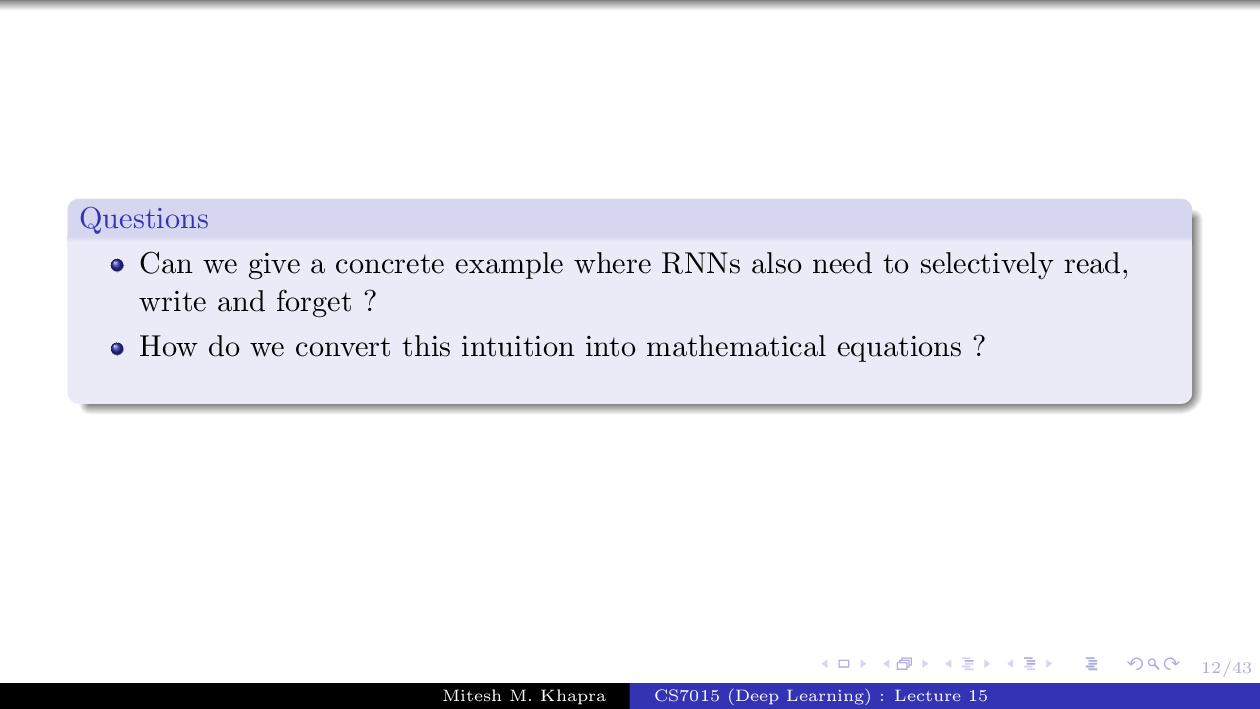 Questions
Can we give a concrete example where RNNs also need to selectively read,
write and forget ?
How do we convert this intuition into mathematical equations ?
12/43
Mitesh M. Khapra
CS7015 (Deep Learning) : Lecture 15